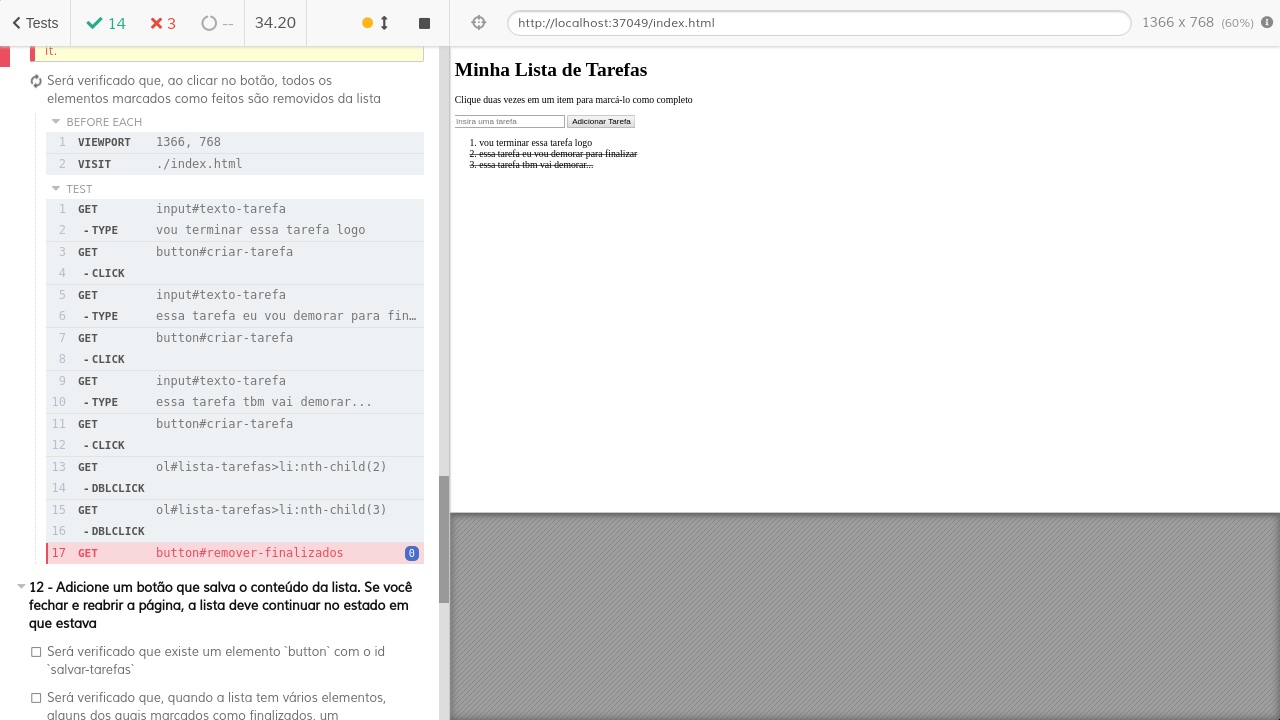 Tests
14
3
--
34.20
http://localhost:37049/index.html
1366 x 768 (60%)
it.
Será verificado que, ao clicar no botão, todos os
elementos marcados como feitos são removidos da lista
BEFORE EACH
1 VIEWPORT 1366, 768
2 VISIT ./index.html
TEST
1 GET input#texto-tarefa
2 -TYPE vou terminar essa tarefa logo
3 GET button#criar-tarefa
4 -CLICK
5 GET input#texto-tarefa
6 -TYPE essa tarefa eu vou demorar para fin…
7 GET button#criar-tarefa
8 -CLICK
9 GET input#texto-tarefa
10 -TYPE essa tarefa tbm vai demorar...
11 GET button#criar-tarefa
12 -CLICK
13 GET ol#lista-tarefas>li:nth-child(2)
14 -DBLCLICK
15 GET ol#lista-tarefas>li:nth-child(3)
16 -DBLCLICK
17 GET button#remover-finalizados 0
12 - Adicione um botão que salva o conteúdo da lista. Se você
fechar e reabrir a página, a lista deve continuar no estado em
que estava
Será verificado que existe um elemento `button` com o id
`salvar-tarefas`
Será verificado que, quando a lista tem vários elementos,
alguns dos quais marcados como finalizados, um
Minha Lista de Tarefas
Clique duas vezes em um item para marcá-lo como completo
Insira uma tarefa
Adicionar Tarefa
1. vou terminar essa tarefa logo
2. essa tarefa eu vou demorar para finalizar
3. essa tarefa tbm vai demorar...